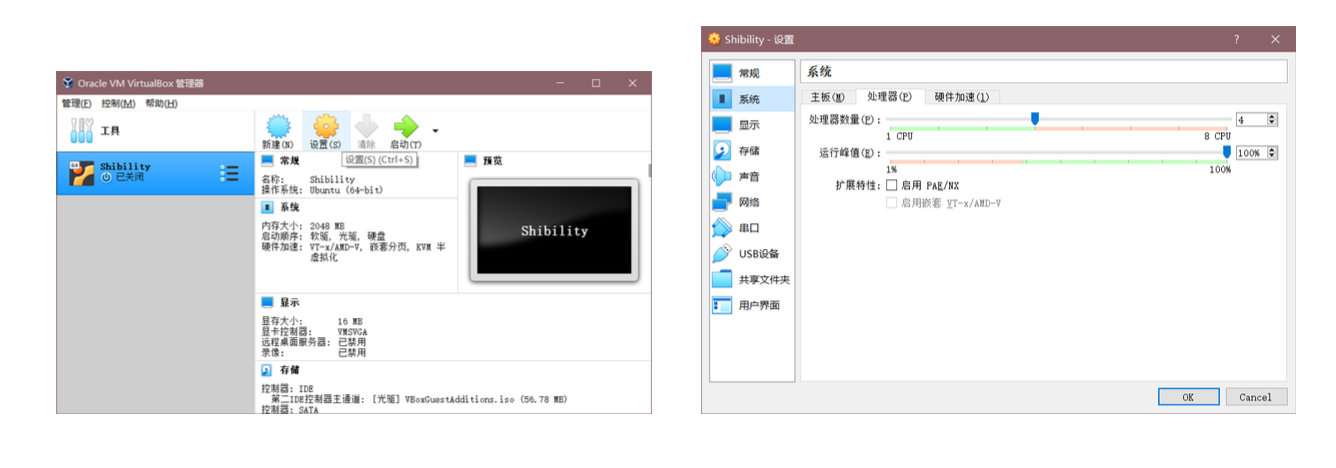 Oracle VM VirtualBox 管理器
管理(F) 控制(M) 帮助(H)
工具
新建(N) 设置(S) 清除 启动(T)
设置(S) (Ctrl+S)
Shibility
已关闭
常规
名称: Shibility
操作系统: Ubuntu (64-bit)
预览
Shibility
系统
内存大小: 2048 MB
启动顺序: 软驱, 光驱, 硬盘
硬件加速: VT-x/AMD-V, 嵌套分页, KVM 半
虚拟化
显示
显存大小: 16 MB
显卡控制器: VMSVGA
远程桌面服务器: 已禁用
录像: 已禁用
存储
控制器: IDE
第二IDE控制器主通道: [光驱] VBoxGuestAdditions.iso (56.78 MB)
控制器: SATA
Shibility - 设置
常规
系统
显示
存储
声音
网络
串口
USB设备
共享文件夹
用户界面
系统
主板(M) 处理器(P) 硬件加速(L)
处理器数量(P): 4
1 CPU 8 CPU
运行峰值(E): 100%
1% 100%
扩展特性: 启用 PAE/NX
启用嵌套 VT-x/AMD-V
OK Cancel